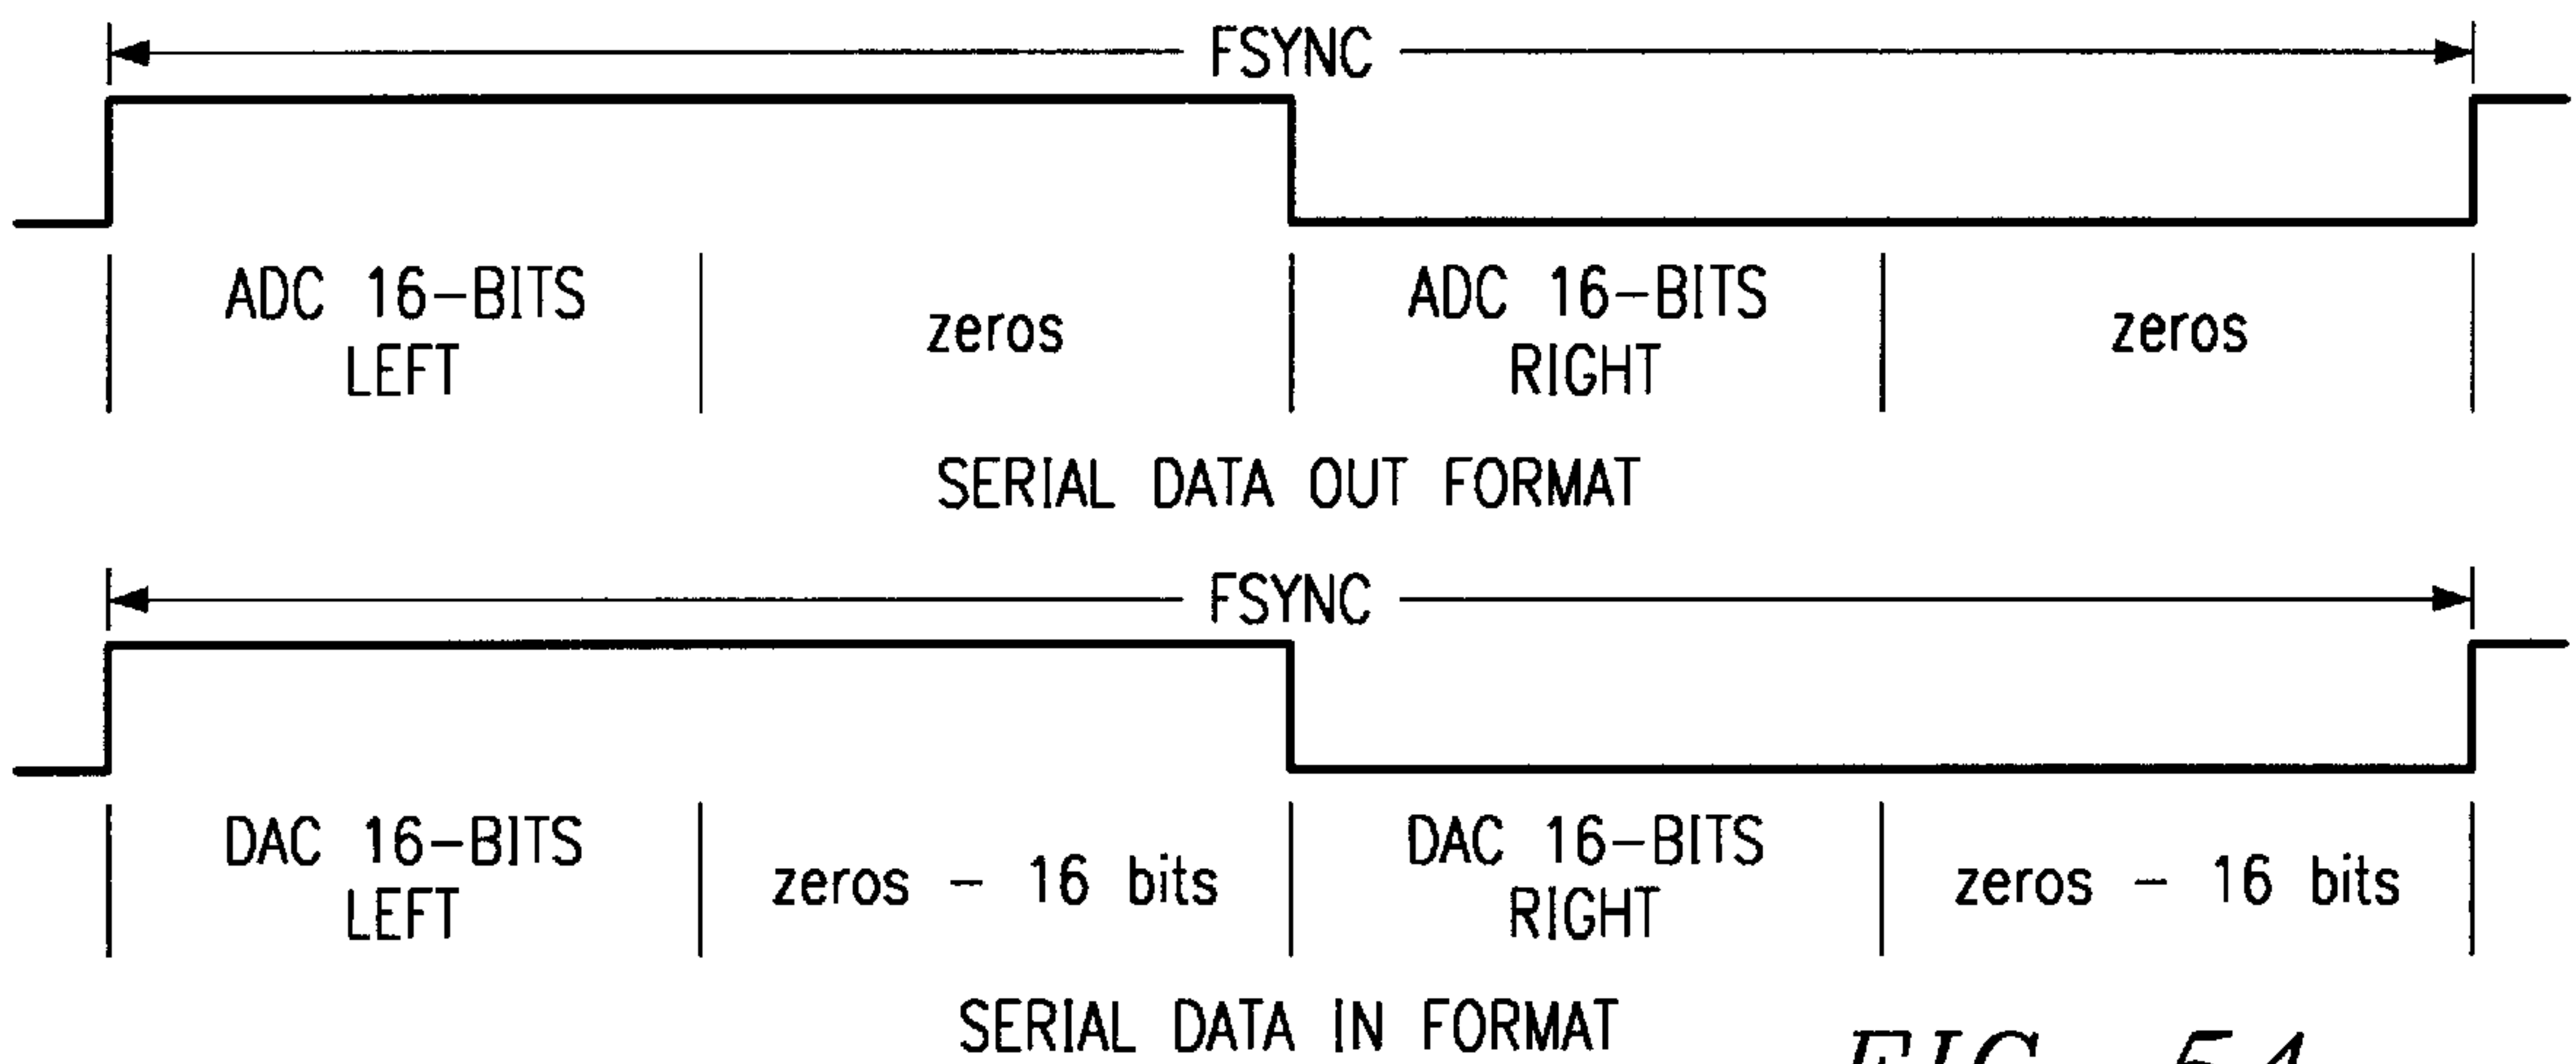 FSYNC
ADC 16-BITS LEFT
zeros
ADC 16-BITS RIGHT
zeros
SERIAL DATA OUT FORMAT
FSYNC
DAC 16-BITS LEFT
zeros - 16 bits
DAC 16-BITS RIGHT
zeros - 16 bits
SERIAL DATA IN FORMAT
FIG.